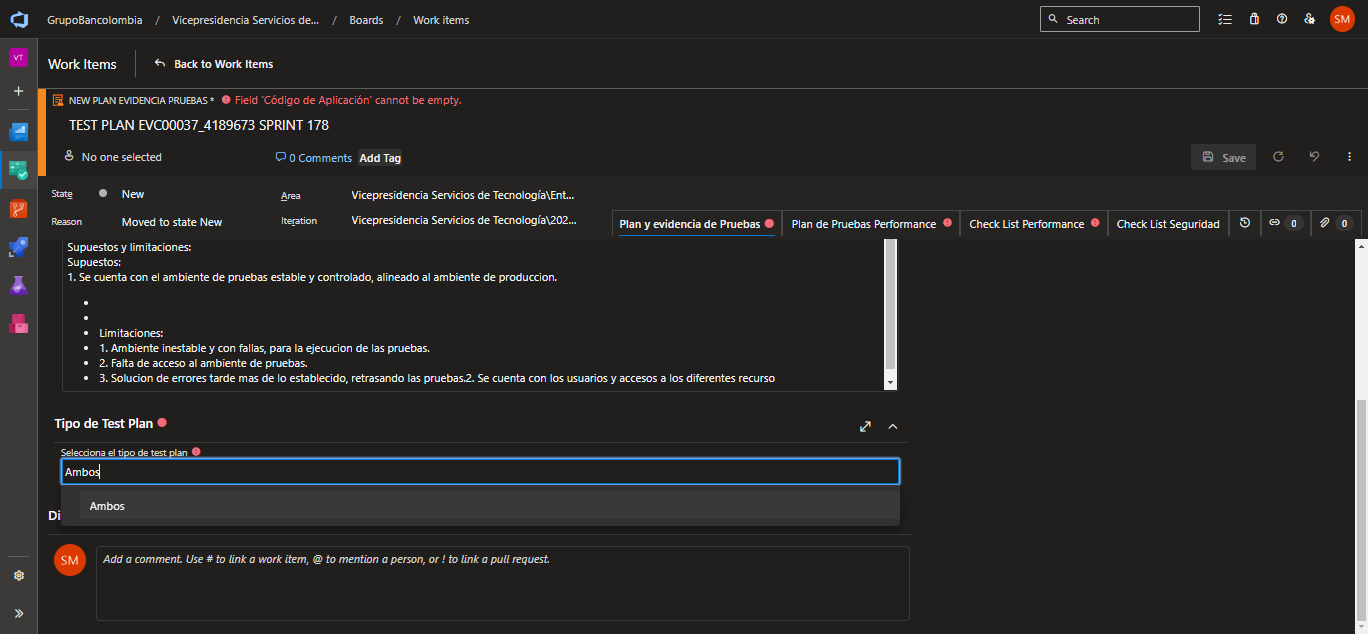 GrupoBancolombia / Vicepresidencia Servicios de... / Boards / Work items
Search
SM
VT
Work Items
Back to Work Items
NEW PLAN EVIDENCIA PRUEBAS * Field 'Código de Aplicación' cannot be empty.
TEST PLAN EVC00037_4189673 SPRINT 178
No one selected
0 Comments
Add Tag
Save
State
New
Area
Vicepresidencia Servicios de Tecnología\Ent...
Reason
Moved to state New
Iteration
Vicepresidencia Servicios de Tecnología\202...
Plan y evidencia de Pruebas
Plan de Pruebas Performance
Check List Performance
Check List Seguridad
0
0
Supuestos y limitaciones:
Supuestos:
1. Se cuenta con el ambiente de pruebas estable y controlado, alineado al ambiente de produccion.
Limitaciones:
1. Ambiente inestable y con fallas, para la ejecucion de las pruebas.
2. Falta de acceso al ambiente de pruebas.
3. Solucion de errores tarde mas de lo establecido, retrasando las pruebas.2. Se cuenta con los usuarios y accesos a los diferentes recurso
Tipo de Test Plan
Selecciona el tipo de test plan
Ambos
Ambos
Di
SM
Add a comment. Use # to link a work item, @ to mention a person, or ! to link a pull request.